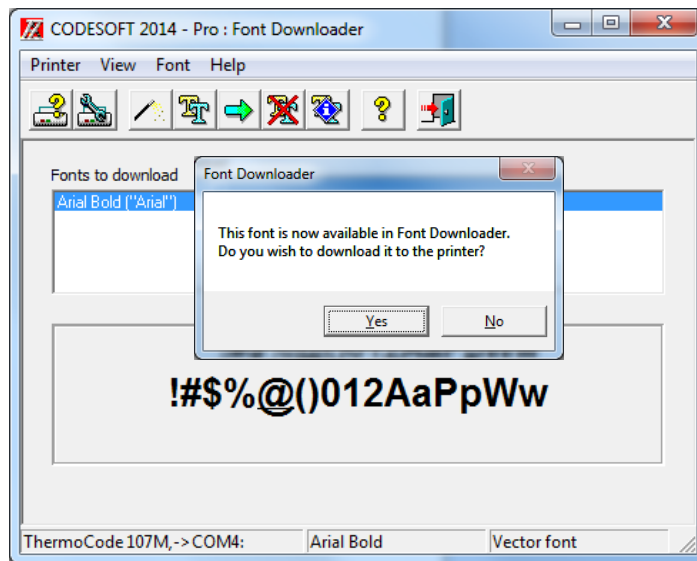 CODESOFT 2014 - Pro : Font Downloader
Printer View Font Help
Fonts to download
Arial Bold ("Arial")
Font Downloader
This font is now available in Font Downloader.
Do you wish to download it to the printer?
Yes No
!#$%@()012AaPpWw
ThermoCode 107M,->COM4: Arial Bold Vector font